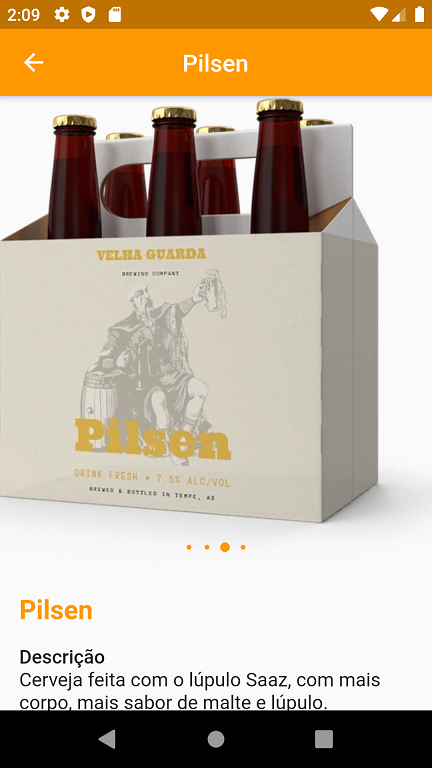 2:09
Pilsen
VELHA GUARDA
BREWING COMPANY
Pilsen
DRINK FRESH • 7.5% ALC/VOL
BREWED & BOTTLED IN TEMPE, AZ
Pilsen
Descrição
Cerveja feita com o lúpulo Saaz, com mais
corpo, mais sabor de malte e lúpulo.